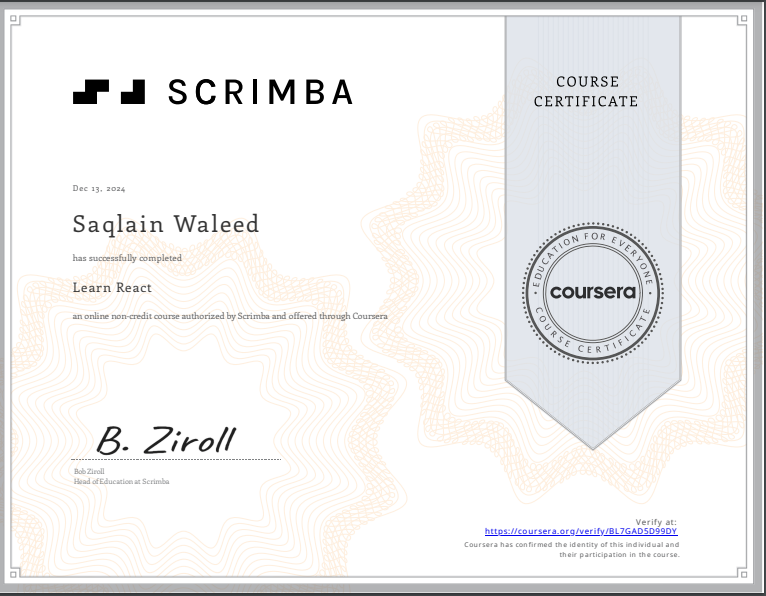 SCRIMBA
COURSE
CERTIFICATE
Dec 13, 2024
Saqlain Waleed
has successfully completed
Learn React
an online non-credit course authorized by Scrimba and offered through Coursera
EDUCATION FOR EVERYONE
coursera
COURSE CERTIFICATE
B. Ziroll
Bob Ziroll
Head of Education at Scrimba
Verify at:
https://coursera.org/verify/BL7GAD5D99DY
Coursera has confirmed the identity of this individual and
their participation in the course.